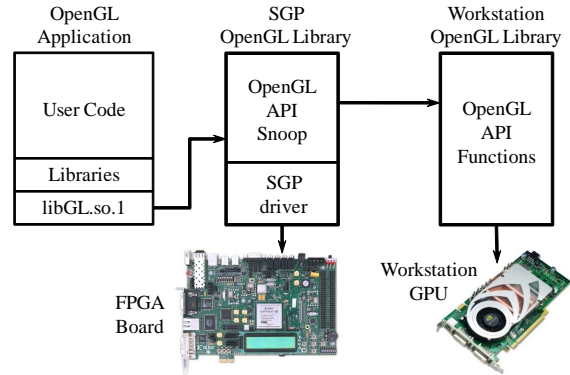 OpenGL
Application
SGP
OpenGL Library
Workstation
OpenGL Library
User Code
Libraries
libGL.so.1
OpenGL
API
Snoop
SGP
driver
OpenGL
API
Functions
FPGA
Board
Workstation
GPU